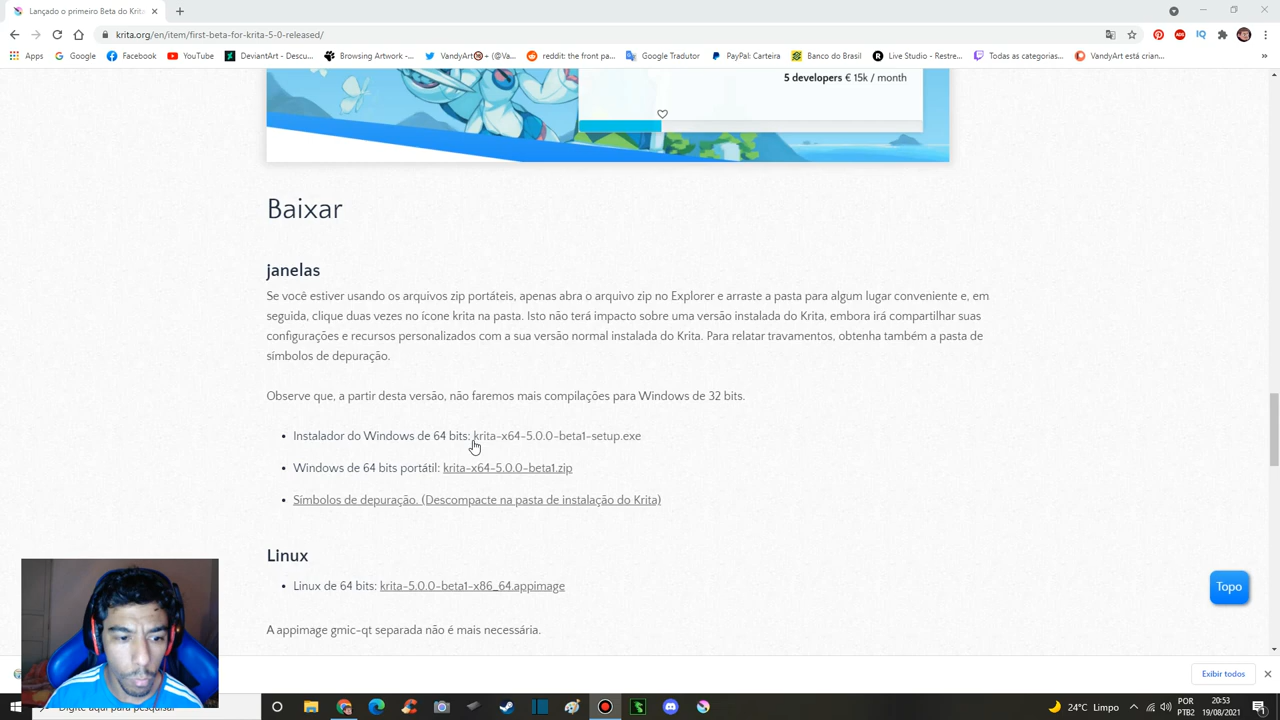 Lançado o primeiro Beta do Krita
krita.org/en/item/first-beta-for-krita-5-0-released/
Apps Google Facebook YouTube DeviantArt - Descu... Browsing Artwork -... VandyArt🚫+ (@Va... reddit: the front pa... Google Tradutor PayPal: Carteira Banco do Brasil Live Studio - Restre... Todas as categorias... VandyArt está crian... »
5 developers € 15k / month
Baixar
janelas
Se você estiver usando os arquivos zip portáteis, apenas abra o arquivo zip no Explorer e arraste a pasta para algum lugar conveniente e, em
seguida, clique duas vezes no ícone krita na pasta. Isto não terá impacto sobre uma versão instalada do Krita, embora irá compartilhar suas
configurações e recursos personalizados com a sua versão normal instalada do Krita. Para relatar travamentos, obtenha também a pasta de
símbolos de depuração.
Observe que, a partir desta versão, não faremos mais compilações para Windows de 32 bits.
• Instalador do Windows de 64 bits: krita-x64-5.0.0-beta1-setup.exe
• Windows de 64 bits portátil: krita-x64-5.0.0-beta1.zip
• Símbolos de depuração. (Descompacte na pasta de instalação do Krita)
Linux
• Linux de 64 bits: krita-5.0.0-beta1-x86_64.appimage
Topo
A appimage gmic-qt separada não é mais necessária.
Exibir todos
Digite aqui para pesquisar
24°C Limpo
POR
PTB2
20:53
19/08/2021